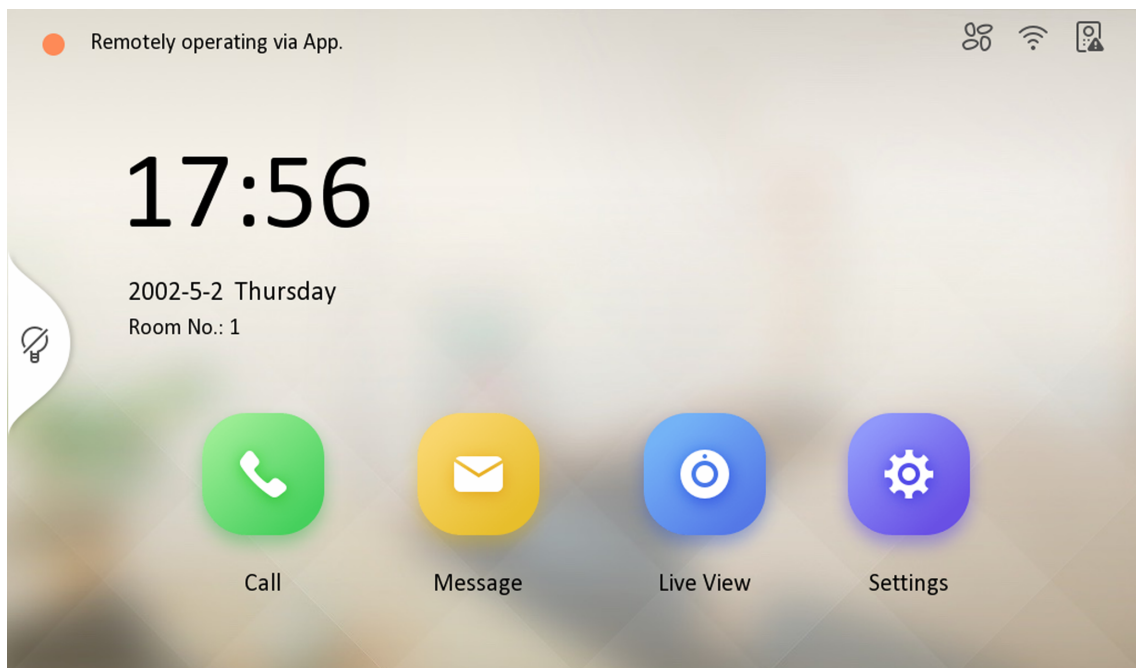 Remotely operating via App.
17:56
2002-5-2 Thursday
Room No.: 1
Call Message Live View Settings